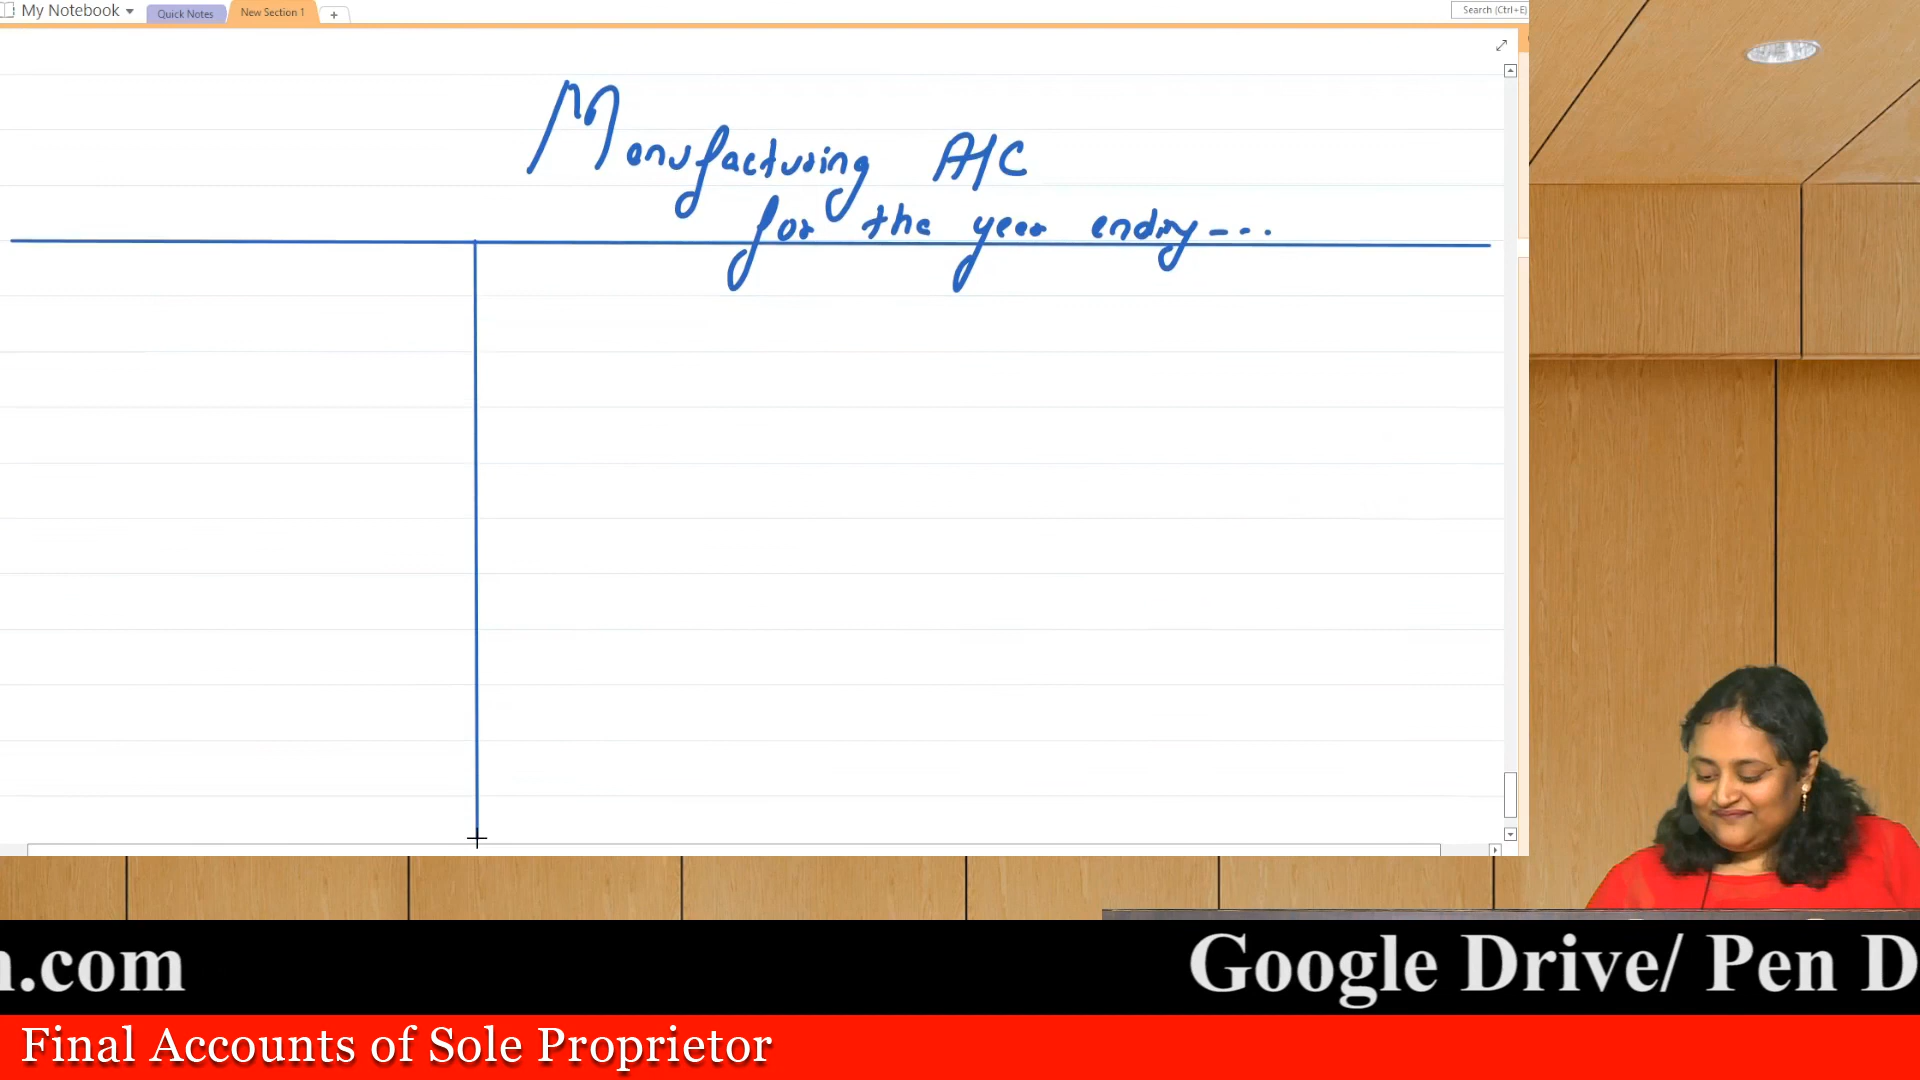 My Notebook
Quick Notes
New Section 1
+
Search (Ctrl+E)
Manufacturing A/C
for the year ending ---.
n.com
Google Drive/ Pen D
Final Accounts of Sole Proprietor